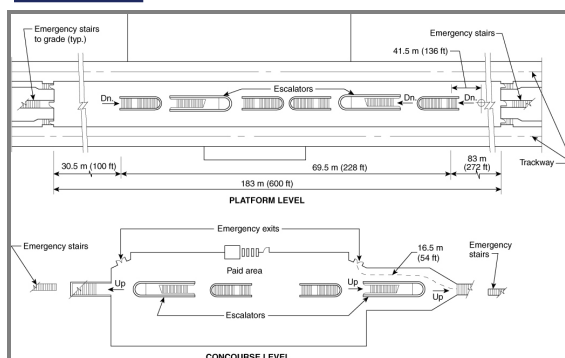 Emergency stairs
to grade (typ.)
Emergency stairs
41.5 m (136 ft)
Escalators
Dn.
Dn.
Dn.
Trackway
30.5 m (100 ft)
69.5 m (228 ft)
83 m
(272 ft)
183 m (600 ft)
PLATFORM LEVEL
Emergency exits
Emergency stairs
16.5 m
(54 ft)
Emergency
stairs
Paid area
Up
Up
Up
Escalators
CONCOURSE LEVEL